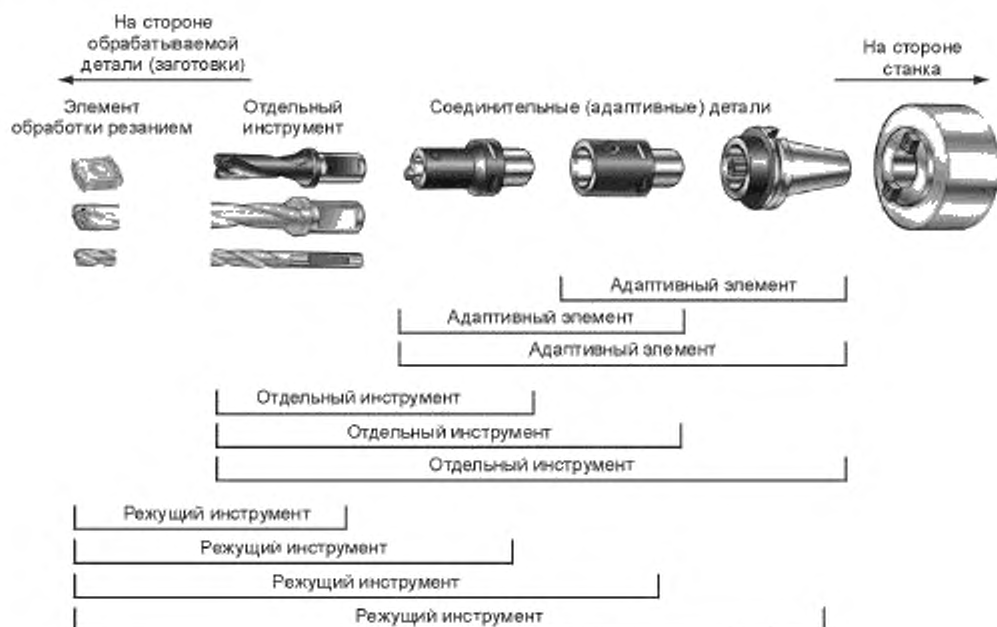 На стороне
обрабатываемой
детали (заготовки)
На стороне
станка
Элемент
обработки резанием
Отдельный
инструмент
Соединительные (адаптивные) детали
Адаптивный элемент
Адаптивный элемент
Адаптивный элемент
Отдельный инструмент
Отдельный инструмент
Отдельный инструмент
Режущий инструмент
Режущий инструмент
Режущий инструмент
Режущий инструмент